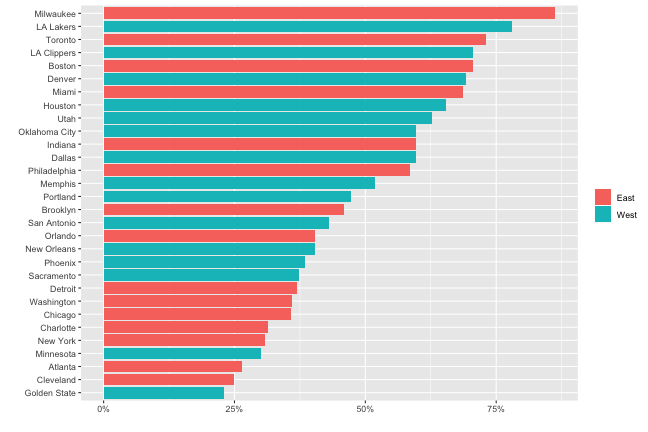 Milwaukee
LA Lakers
Toronto
LA Clippers
Boston
Denver
Miami
Houston
Utah
Oklahoma City
Indiana
Dallas
Philadelphia
Memphis
Portland
Brooklyn
San Antonio
Orlando
New Orleans
Phoenix
Sacramento
Detroit
Washington
Chicago
Charlotte
New York
Minnesota
Atlanta
Cleveland
Golden State
0% 25% 50% 75%
East
West